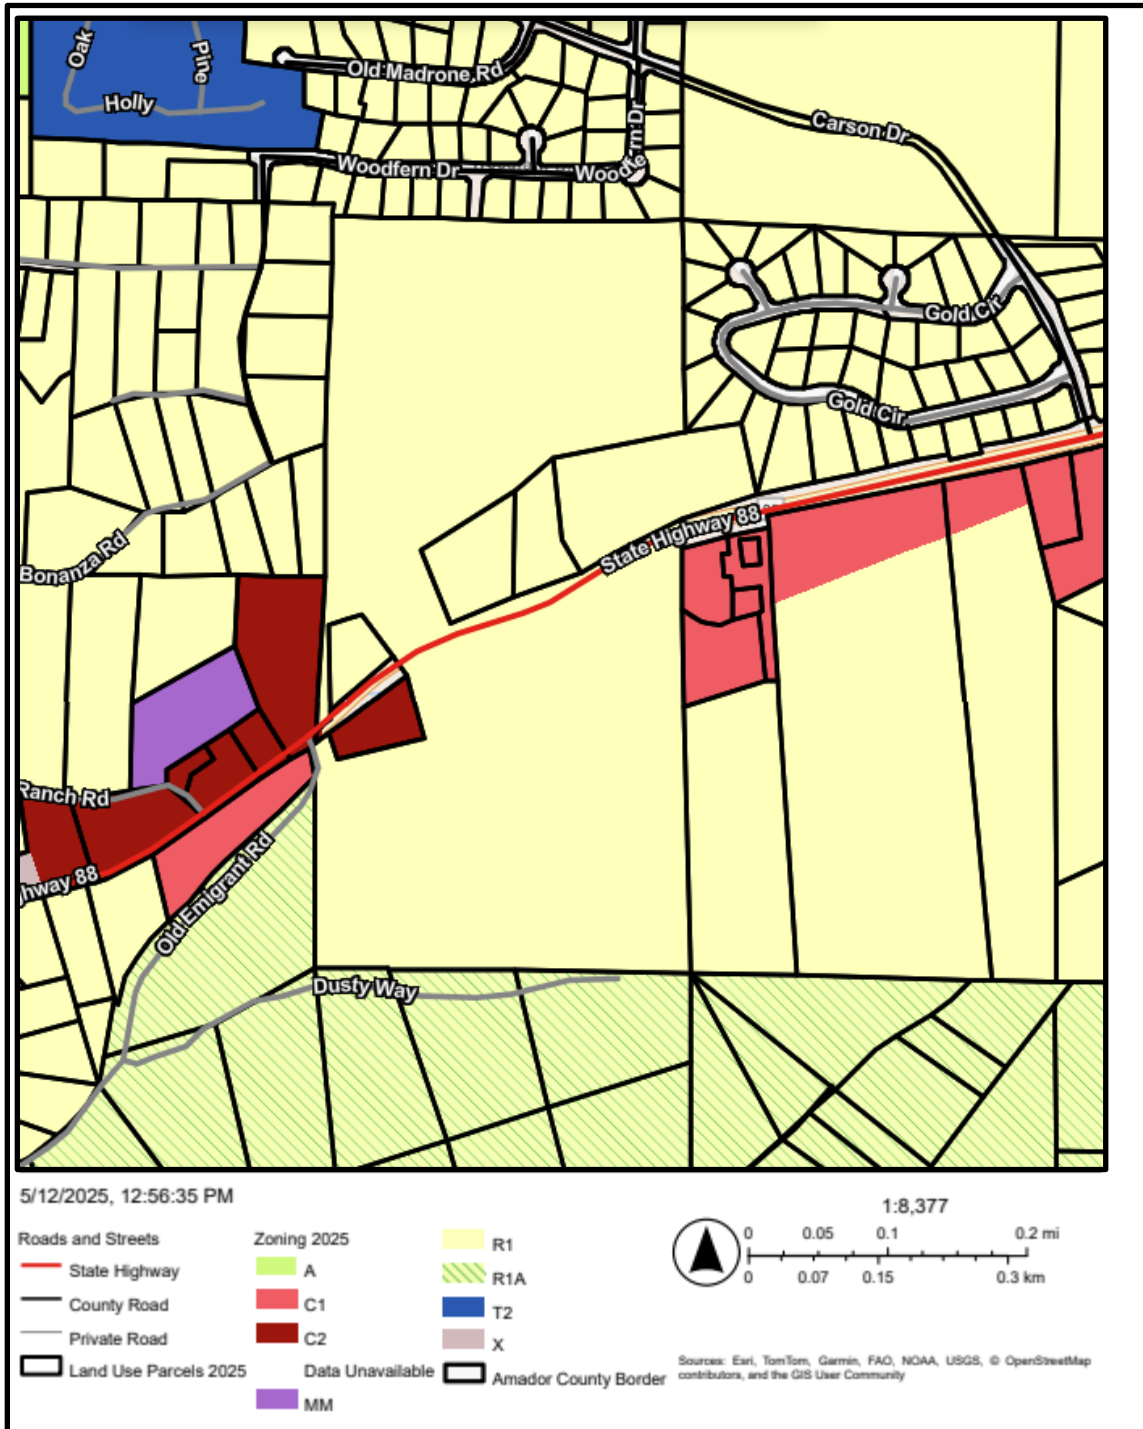 Oak
Pine
Holly
Old Madrone Rd
Carson Dr
rn Dr
Woodfern Dr
Woodfe
Gold Cir
Gold Cir
State Highway 88
Bonanza Rd
Ranch Rd
hway 88
Old Emigrant Rd
Dusty Way
5/12/2025, 12:56:35 PM
Roads and Streets
State Highway
County Road
Private Road
Land Use Parcels 2025
Zoning 2025
A
C1
C2
Data Unavailable
MM
R1
R1A
T2
X
Amador County Border
1:8,377
0 0.05 0.1 0.2 mi
0 0.07 0.15 0.3 km
Sources: Esri, TomTom, Garmin, FAO, NOAA, USGS, © OpenStreetMap
contributors, and the GIS User Community